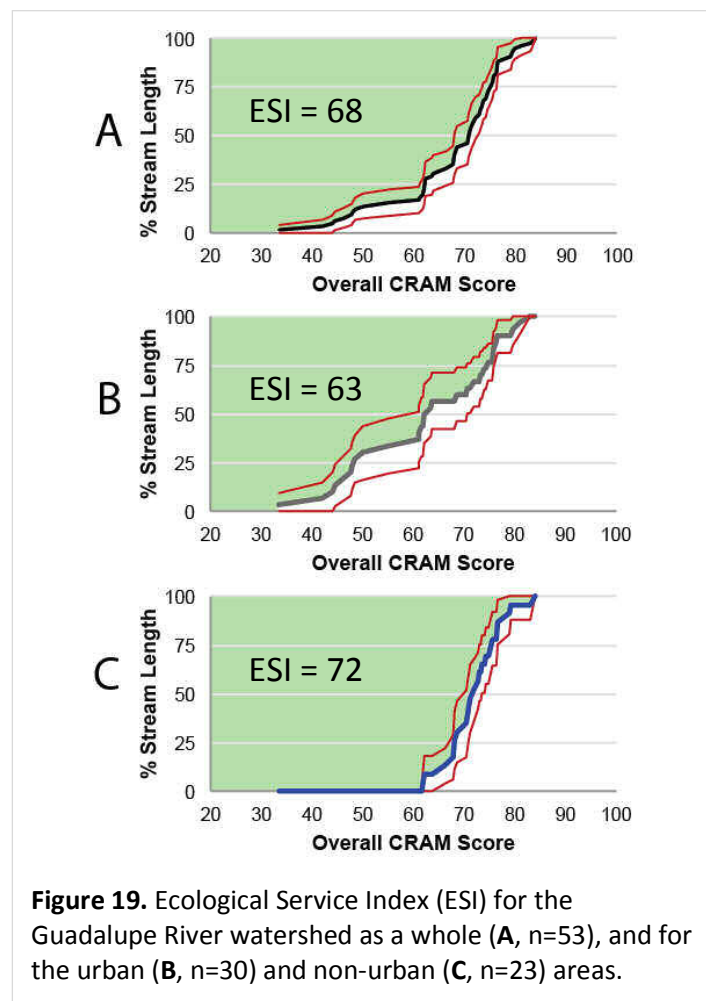 A
% Stream Length
100
75
50
25
0
ESI = 68
20 30 40 50 60 70 80 90 100
Overall CRAM Score
B
% Stream Length
100
75
50
25
0
ESI = 63
20 30 40 50 60 70 80 90 100
Overall CRAM Score
C
% Stream Length
100
75
50
25
0
ESI = 72
20 30 40 50 60 70 80 90 100
Overall CRAM Score
Figure 19. Ecological Service Index (ESI) for the
Guadalupe River watershed as a whole (A, n=53), and for
the urban (B, n=30) and non-urban (C, n=23) areas.